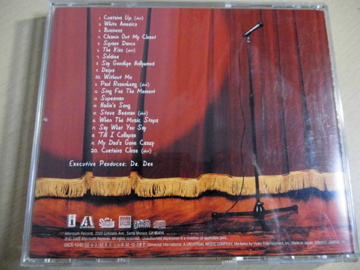 1. Curtains Up (skit)
2. White America
3. Business
4. Cleanin Out My Closet
5. Square Dance
6. The Kiss (skit)
7. Soldier
8. Say Goodbye Hollywood
9. Drips
10. Without Me
11. Paul Rosenberg (skit)
12. Sing For The Moment
13. Superman
14. Hailie's Song
15. Steve Berman (skit)
16. When The Music Stops
17. Say What You Say
18. 'Till I Collapse
19. My Dad's Gone Crazy
20. Curtains Close (skit)
Executive Producer: Dr. Dre